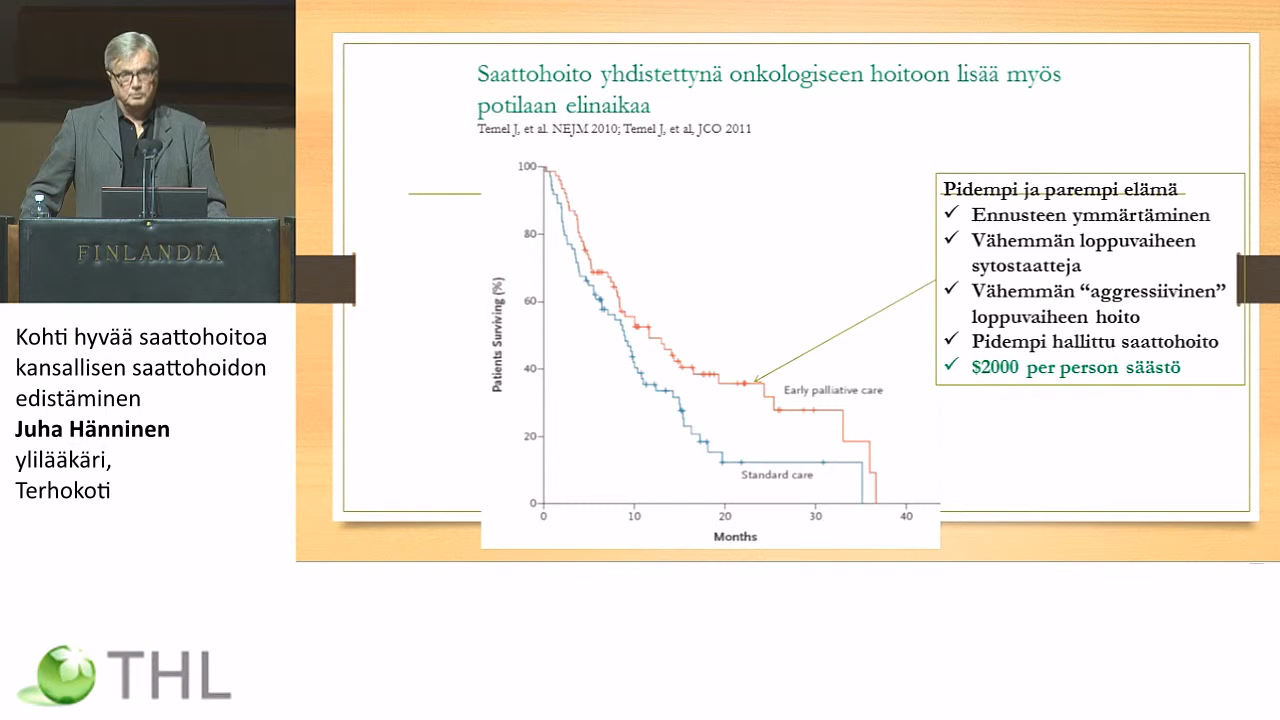 FINLANDIA
Kohti hyvää saattohoitoa
kansallisen saattohoidon
edistäminen
Juha Hänninen
ylilääkäri,
Terhokoti
THL
Saattohoito yhdistettynä onkologiseen hoitoon lisää myös
potilaan elinaikaa
Temel J, et al. NEJM 2010; Temel J, et al, JCO 2011
Patients Surviving (%)
100
80
60
40
20
0
0 10 20 30 40
Months
Early palliative care
Standard care
Pidempi ja parempi elämä
✓ Ennusteen ymmärtäminen
✓ Vähemmän loppuvaiheen
sytostaatteja
✓ Vähemmän “aggressiivinen”
loppuvaiheen hoito
✓ Pidempi hallittu saattohoito
✓ $2000 per person säästö